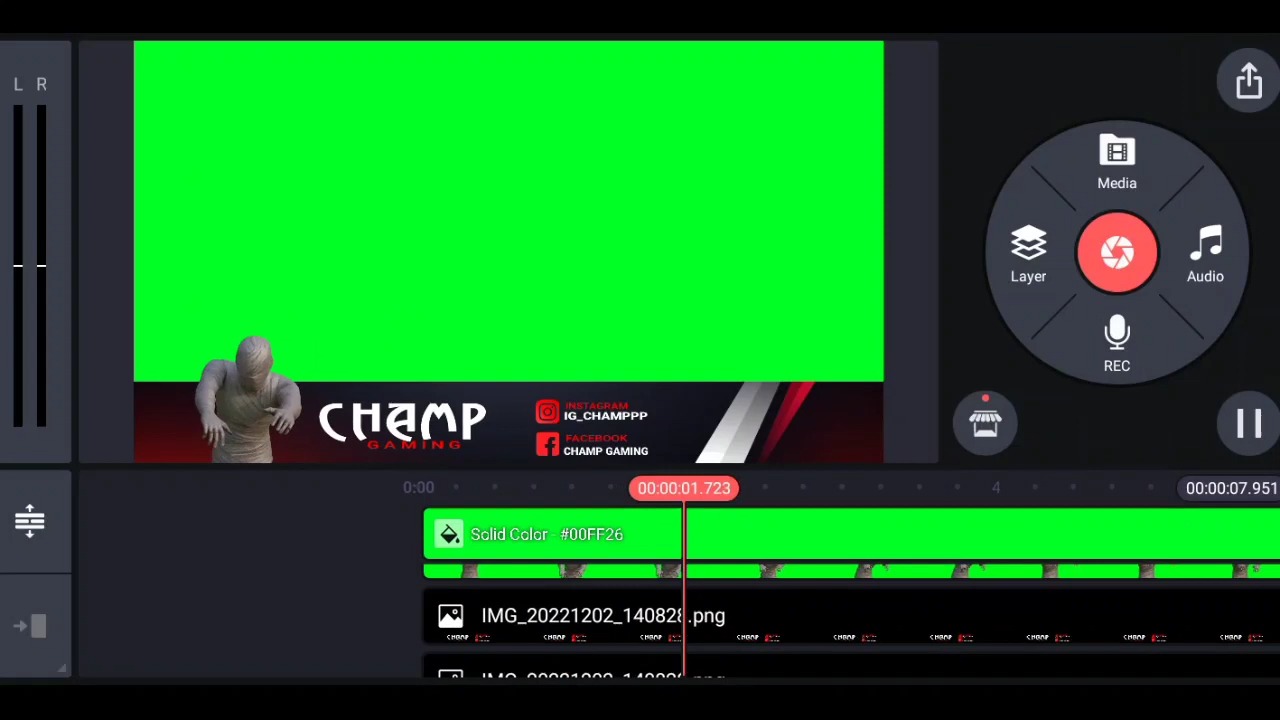 L R
Media
Layer
Audio
REC
CHAMP
GAMING
INSTAGRAM
IG_CHAMPPP
FACEBOOK
CHAMP GAMING
0:00
00:00:01.723
4
00:00:07.951
Solid Color - #00FF26
IMG_20221202_140828.png